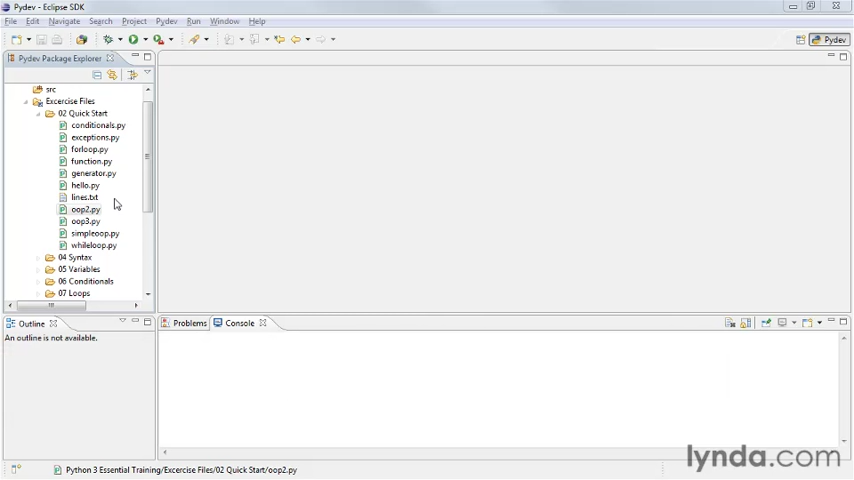 Pydev - Eclipse SDK
File Edit Navigate Search Project Pydev Run Window Help
Pydev
Pydev Package Explorer
src
Excercise Files
02 Quick Start
conditionals.py
exceptions.py
forloop.py
function.py
generator.py
hello.py
lines.txt
oop2.py
oop3.py
simpleoop.py
whileloop.py
04 Syntax
05 Variables
06 Conditionals
07 Loops
Outline
An outline is not available.
Problems Console
Python 3 Essential Training/Excercise Files/02 Quick Start/oop2.py
lynda.com